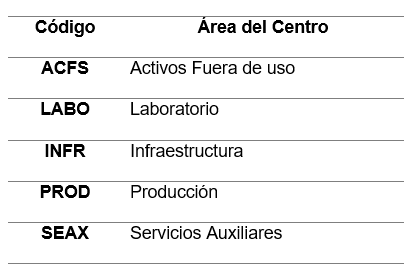 Código Área del Centro
ACFS Activos Fuera de uso
LABO Laboratorio
INFR Infraestructura
PROD Producción
SEAX Servicios Auxiliares